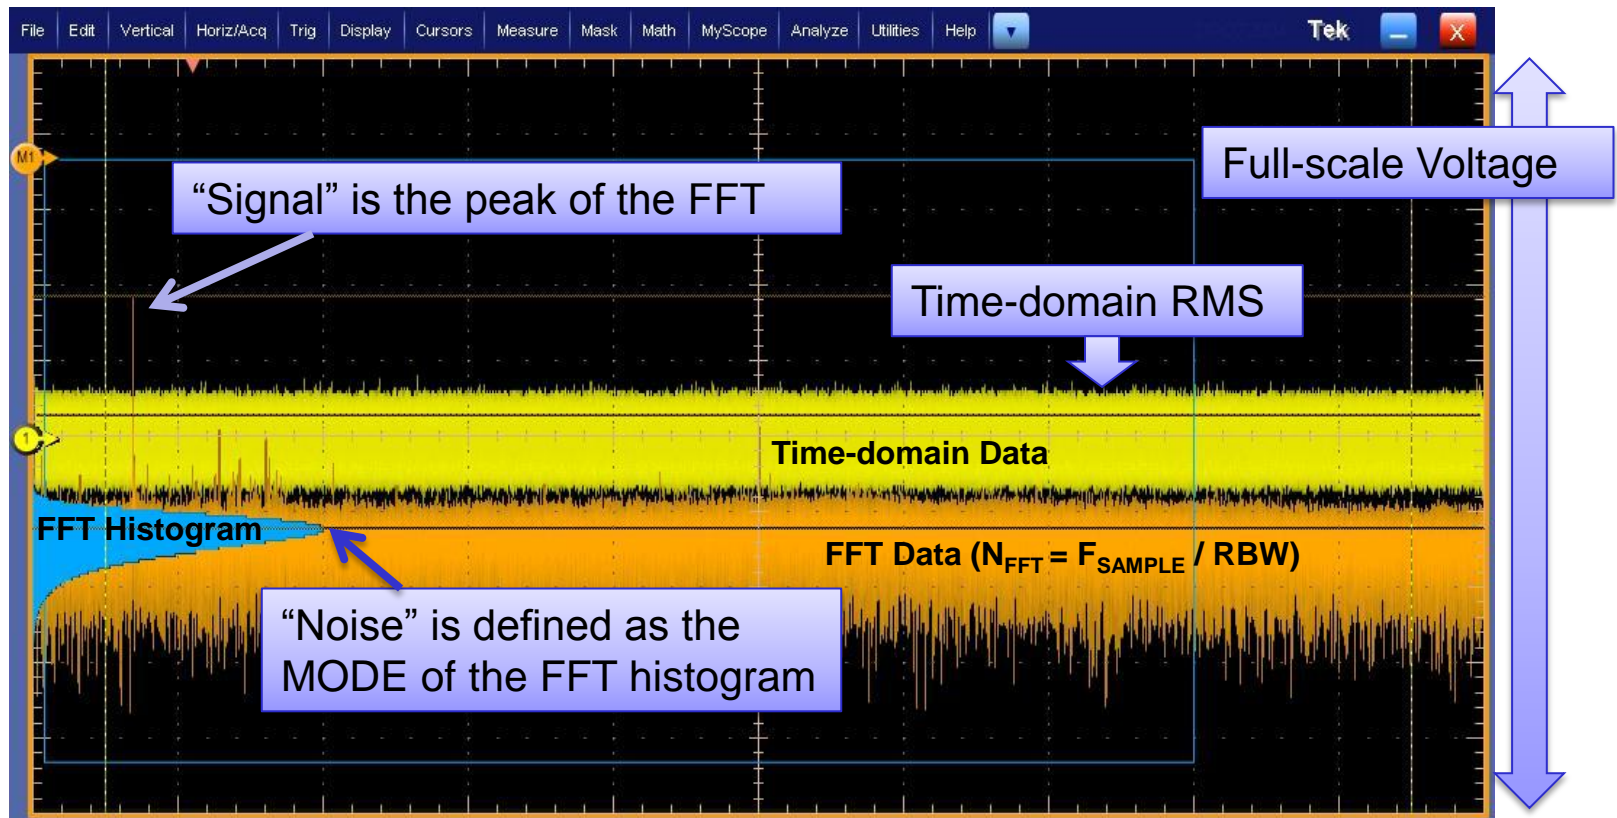 File Edit Vertical Horiz/Acq Trig Display Cursors Measure Mask Math MyScope Analyze Utilities Help Tek X
M1
Full-scale Voltage
“Signal” is the peak of the FFT
Time-domain RMS
1
Time-domain Data
FFT Histogram
FFT Data (N_FFT = F_SAMPLE / RBW)
“Noise” is defined as the
MODE of the FFT histogram